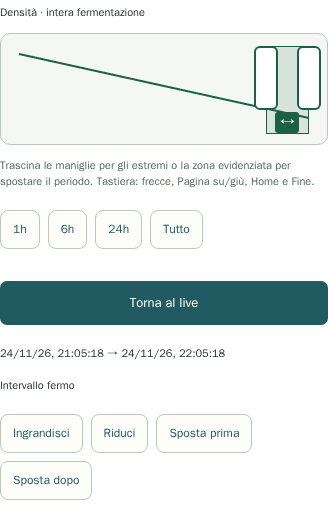 Densità · intera fermentazione
↔
Trascina le maniglie per gli estremi o la zona evidenziata per
spostare il periodo. Tastiera: frecce, Pagina su/giù, Home e Fine.
1h 6h 24h Tutto
Torna al live
24/11/26, 21:05:18 → 24/11/26, 22:05:18
Intervallo fermo
Ingrandisci Riduci Sposta prima
Sposta dopo